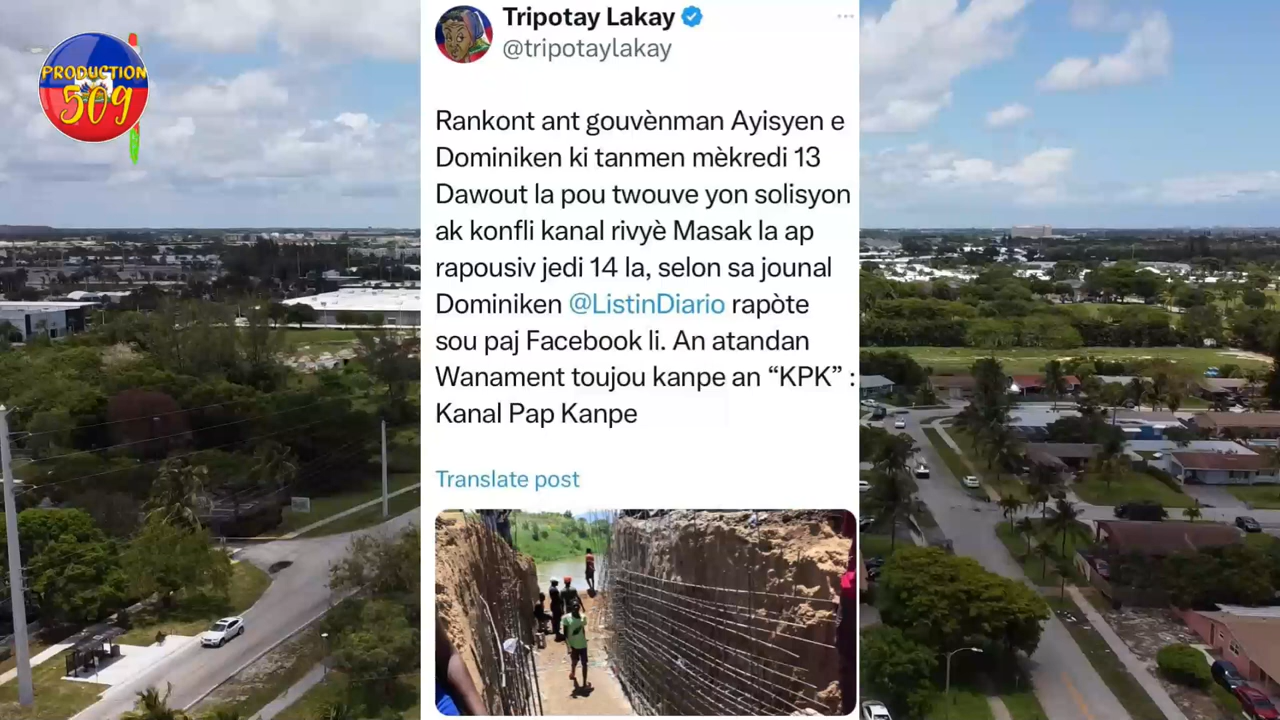 PRODUCTION
509
Tripotay Lakay
@tripotaylakay
Rankont ant gouvènman Ayisyen e
Dominiken ki tanmen mèkredi 13
Dawout la pou twouve yon solisyon
ak konfli kanal rivyè Masak la ap
rapousiv jedi 14 la, selon sa jounal
Dominiken @ListinDiario rapòte
sou paj Facebook li. An atandan
Wanament toujou kanpe an “KPK” :
Kanal Pap Kanpe
Translate post